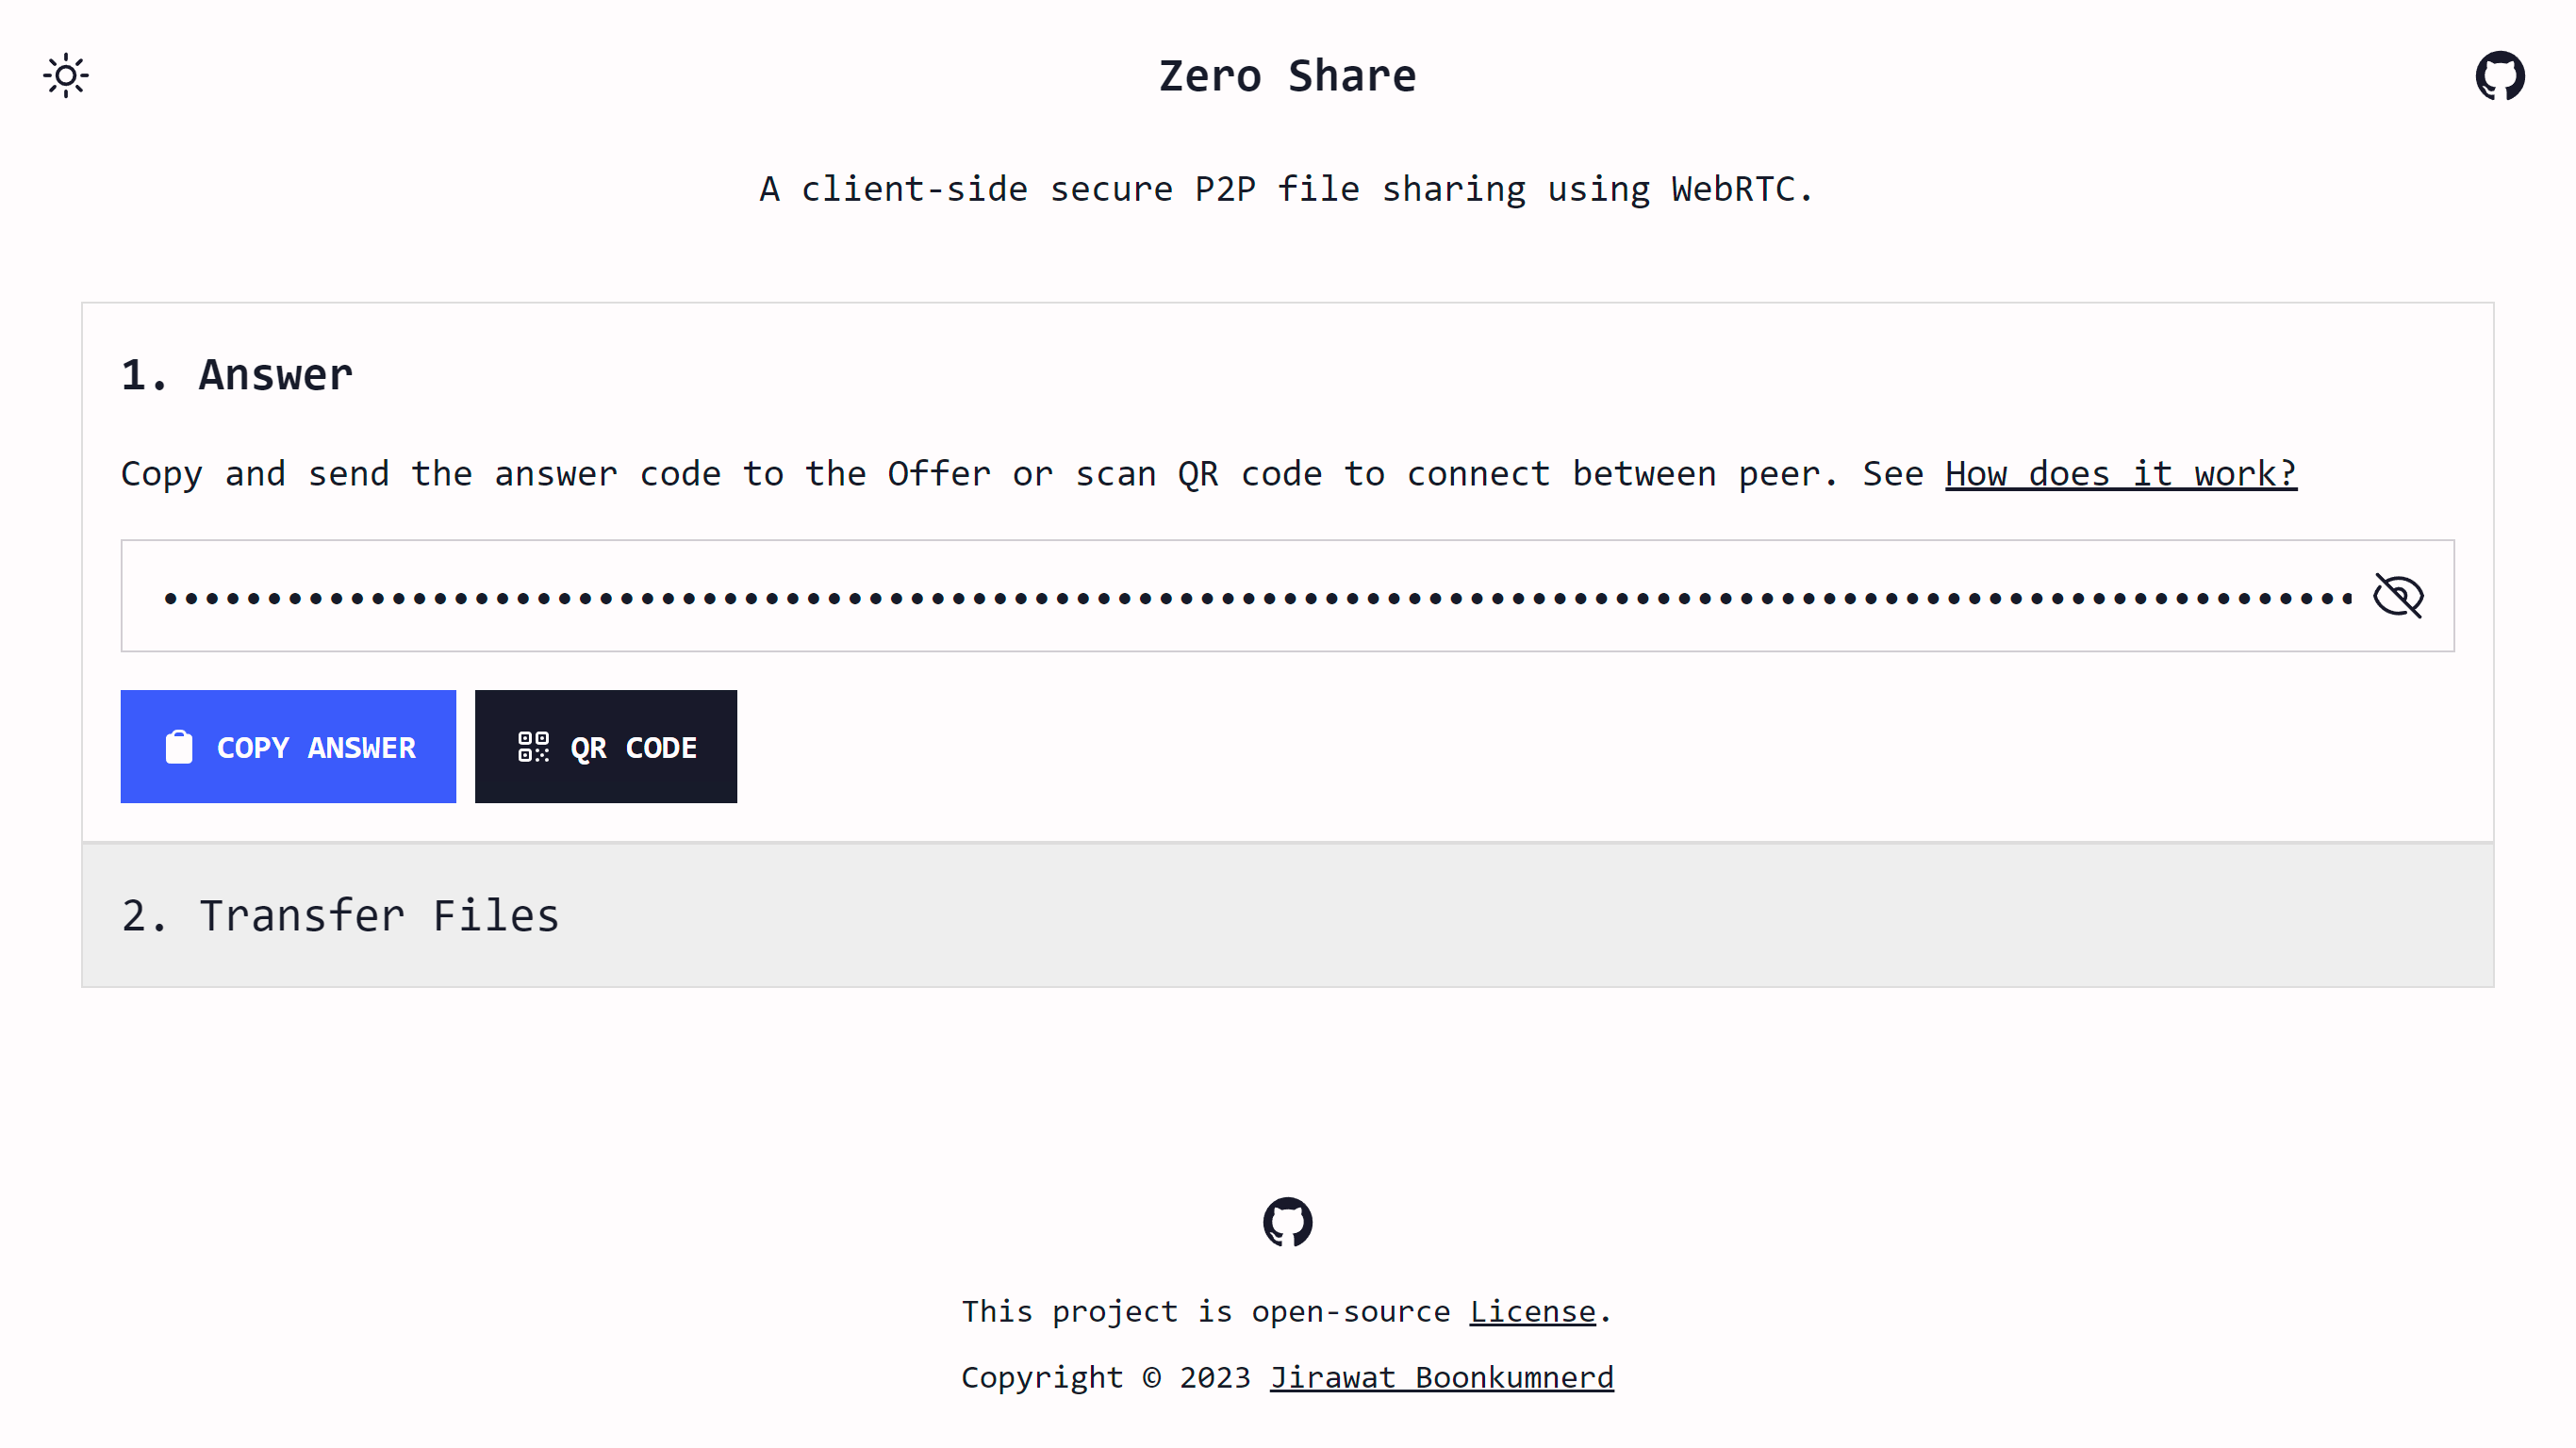 Zero Share
A client-side secure P2P file sharing using WebRTC.
1. Answer
Copy and send the answer code to the Offer or scan QR code to connect between peer. See How does it work?
COPY ANSWER
QR CODE
2. Transfer Files
This project is open-source License.
Copyright © 2023 Jirawat Boonkumnerd